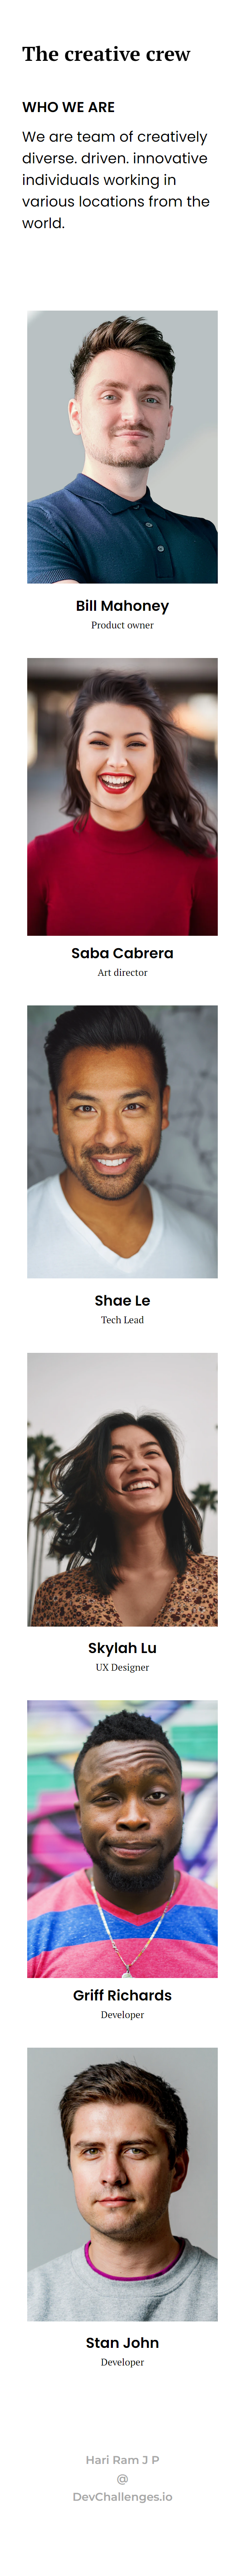 The creative crew
WHO WE ARE
We are team of creatively
diverse. driven. innovative
individuals working in
various locations from the
world.
Bill Mahoney
Product owner
Saba Cabrera
Art director
Shae Le
Tech Lead
Skylah Lu
UX Designer
Griff Richards
Developer
Stan John
Developer
Hari Ram J P
@
DevChallenges.io